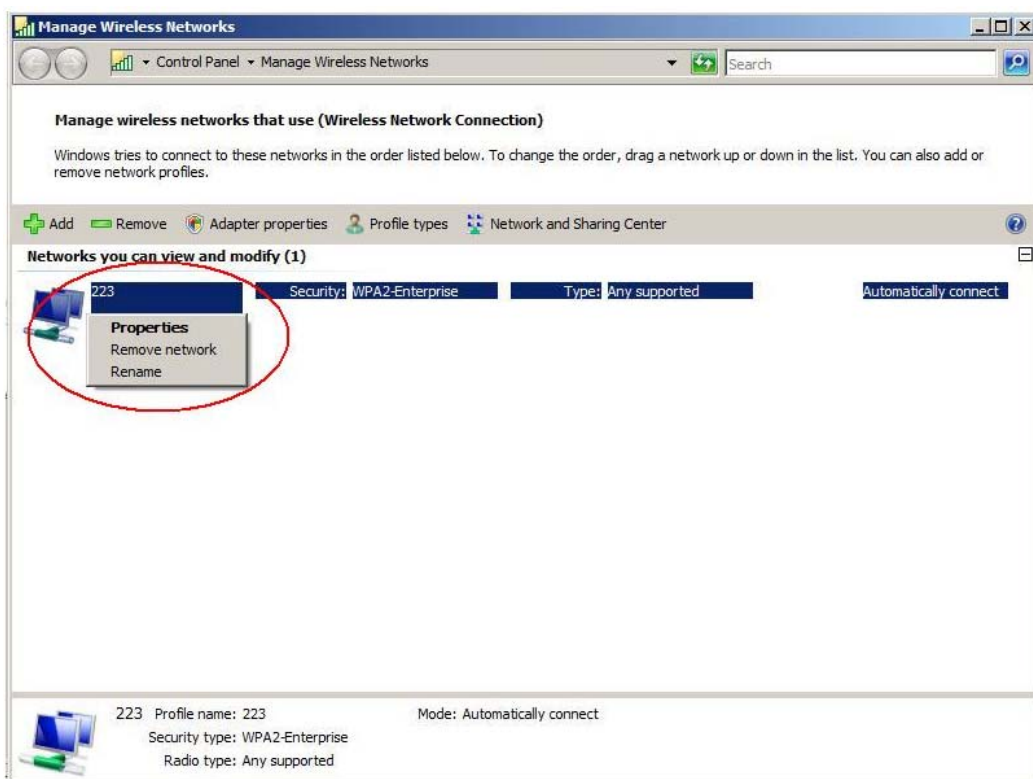 Manage Wireless Networks
Control Panel Manage Wireless Networks
Search
Manage wireless networks that use (Wireless Network Connection)
Windows tries to connect to these networks in the order listed below. To change the order, drag a network up or down in the list. You can also add or
remove network profiles.
Add Remove Adapter properties Profile types Network and Sharing Center
Networks you can view and modify (1)
223 Security: WPA2-Enterprise Type: Any supported Automatically connect
Properties
Remove network
Rename
223 Profile name: 223 Mode: Automatically connect
Security type: WPA2-Enterprise
Radio type: Any supported